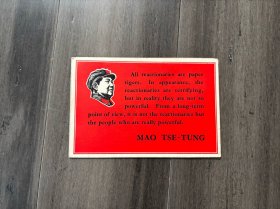 All reactionaries are paper
tigers. In appearance, the
reactionaries are terrifying,
but in reality they are not so
powerful. From a long-term
point of view, it is not the reactionaries but
the people who are really powerful.
MAO TSE-TUNG